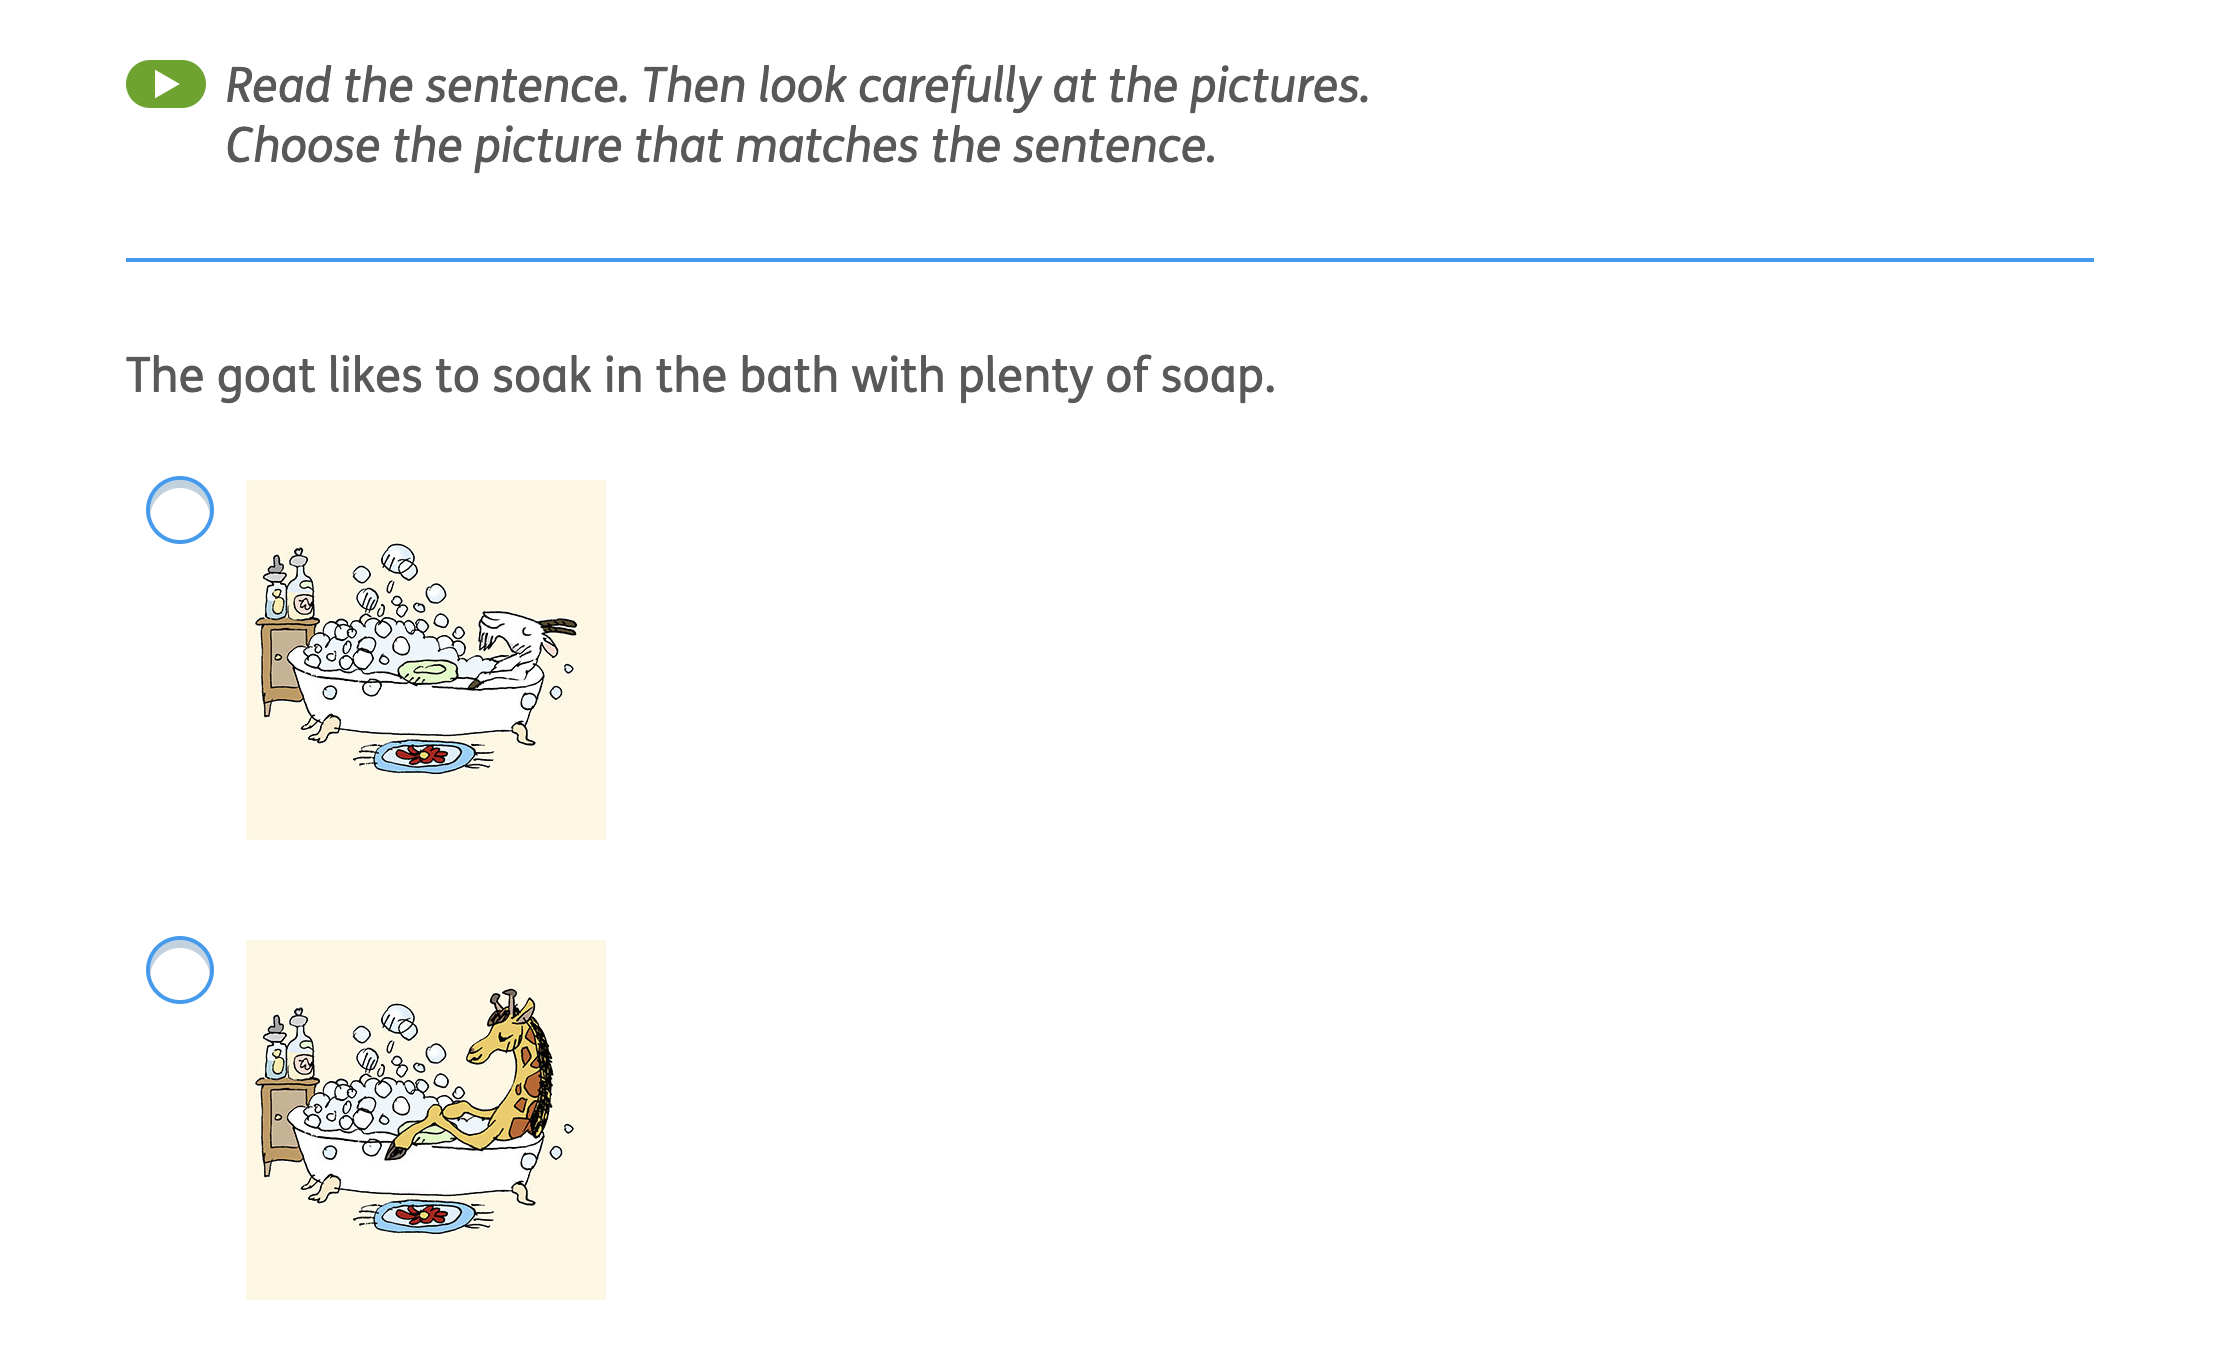 Read the sentence. Then look carefully at the pictures.
Choose the picture that matches the sentence.
The goat likes to soak in the bath with plenty of soap.